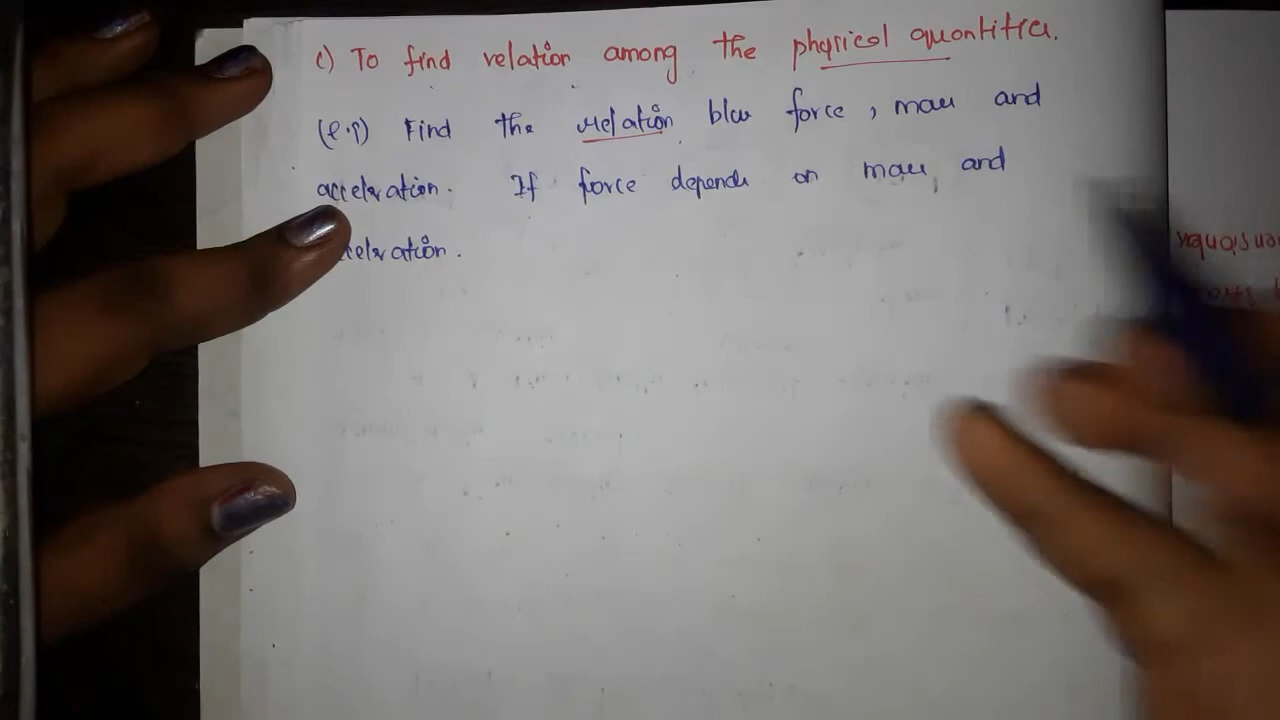 c) To find relation among the physical quantities.
(e.g) Find the relation b/w force, mass and
acceleration. If force depends on mass and
celeration.